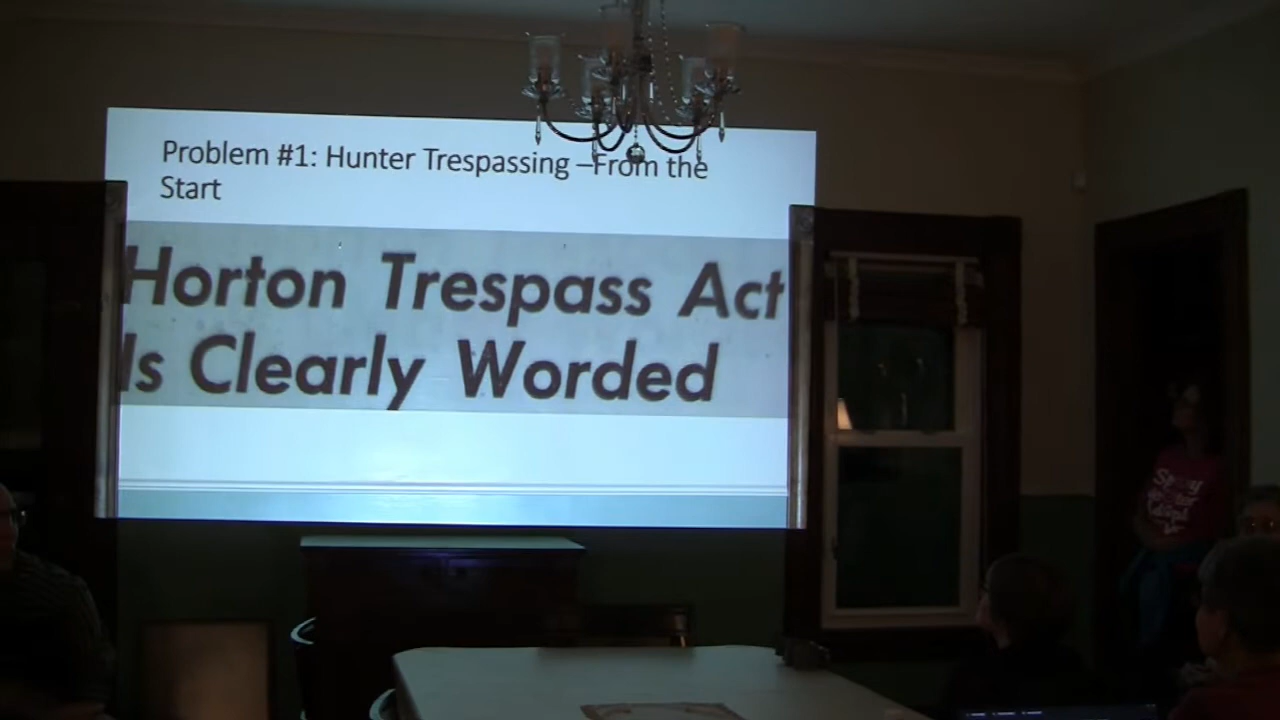 Problem #1: Hunter Trespassing –From the
Start
Horton Trespass Act
Is Clearly Worded